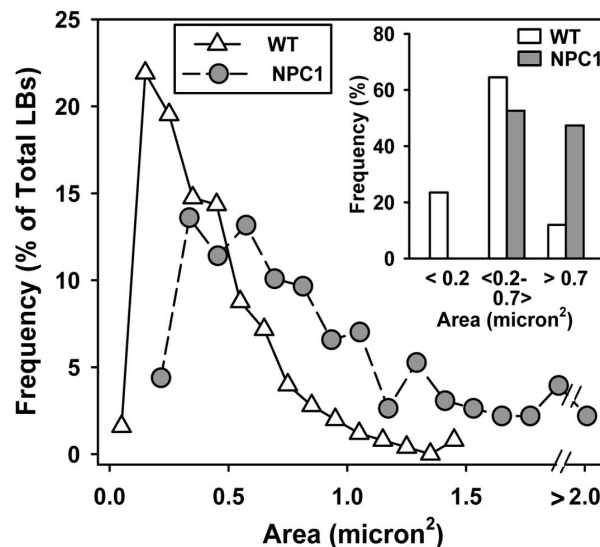 25
20
15
10
5
0
Frequency (% of Total LBs)
0.0
0.5
1.0
1.5
> 2.0
Area (micron²)
WT
NPC1
WT
NPC1
80
60
40
20
0
Frequency (%)
< 0.2
<0.2-
0.7>
> 0.7
Area (micron²)